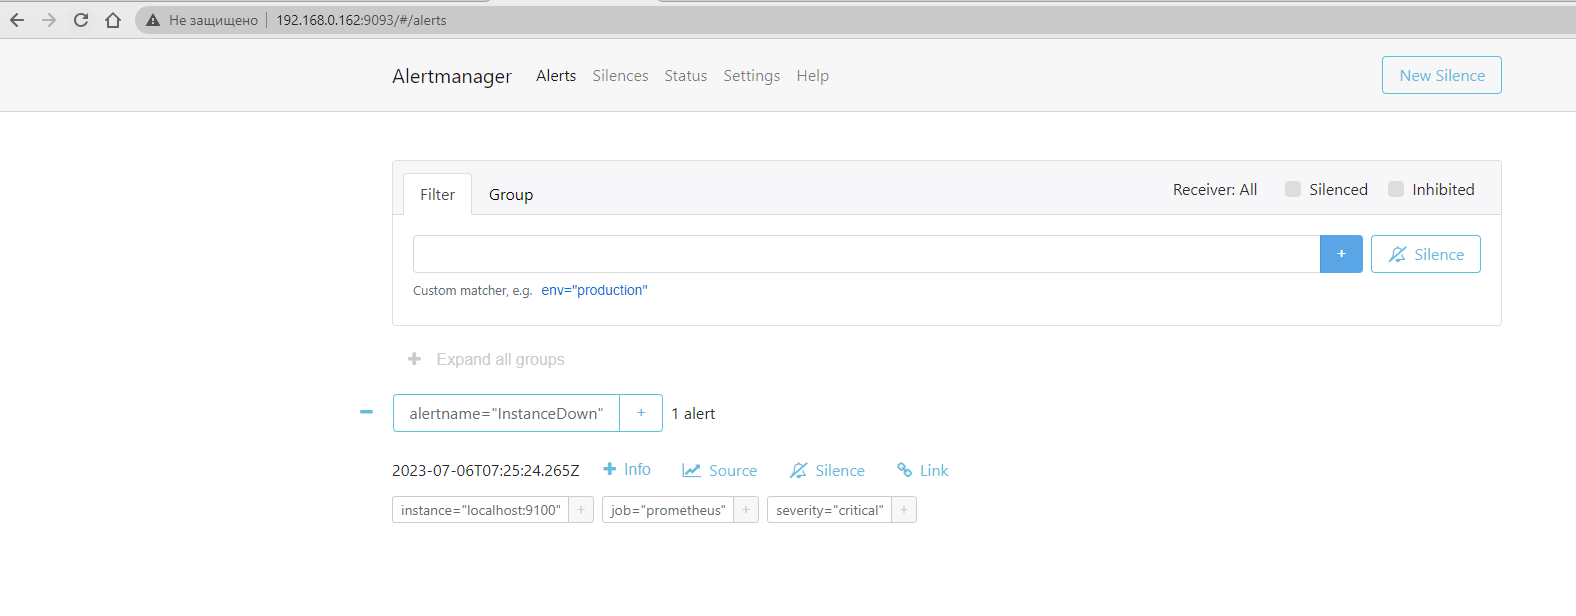 Не защищено 192.168.0.162:9093/#/alerts
Alertmanager Alerts Silences Status Settings Help New Silence
Filter Group Receiver: All Silenced Inhibited
+ Silence
Custom matcher, e.g. env="production"
+ Expand all groups
alertname="InstanceDown" + 1 alert
2023-07-06T07:25:24.265Z + Info Source Silence Link
instance="localhost:9100" + job="prometheus" + severity="critical" +